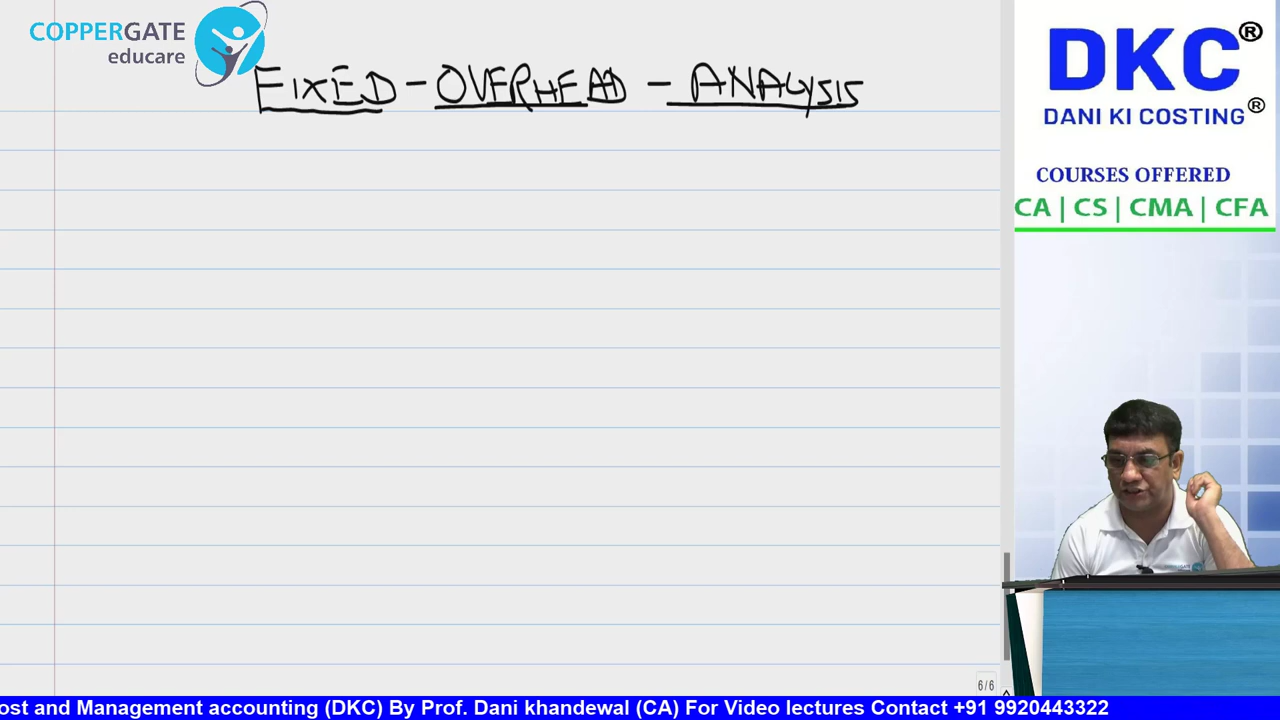 COPPERGATE
educare
FIXED - OVERHEAD - ANALYSIS
DKC®
DANI KI COSTING®
COURSES OFFERED
CA | CS | CMA | CFA
6/6
ost and Management accounting (DKC) By Prof. Dani khandewal (CA) For Video lectures Contact +91 9920443322